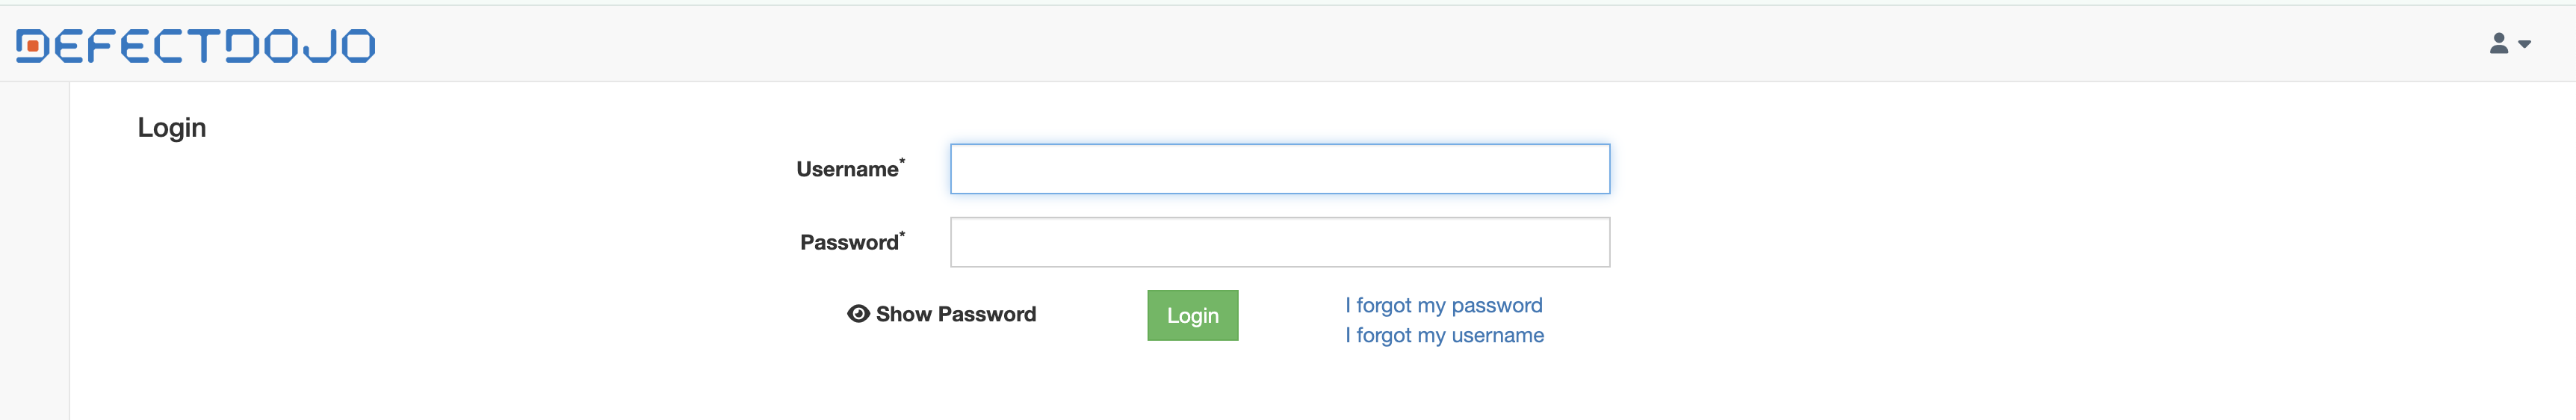 DEFECTDOJO
Login
Username*
Password*
Show Password
Login
I forgot my password
I forgot my username